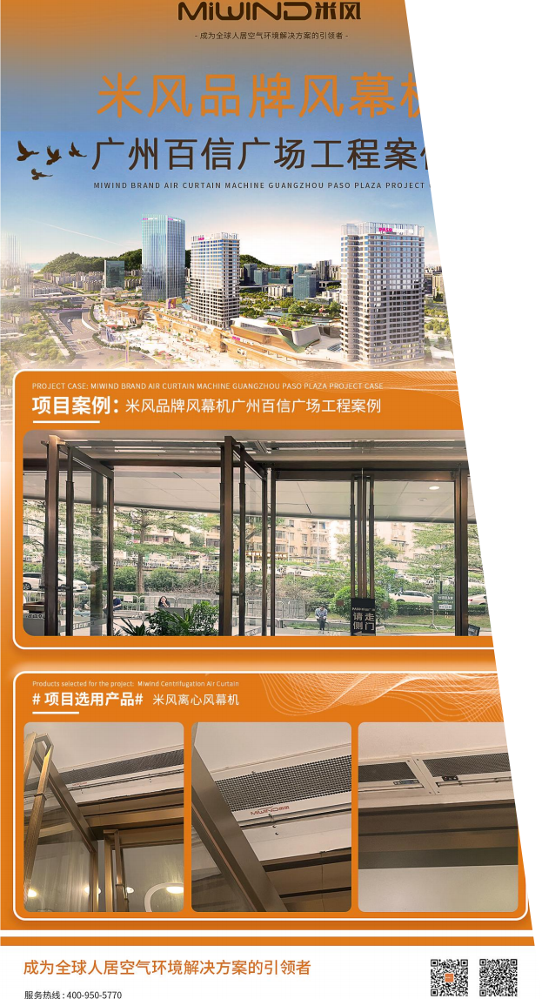 MiWIND米风
- 成为全球人居空气环境解决方案的引领者 -
米风品牌风幕
广州百信广场工程案
MIWIND BRAND AIR CURTAIN MACHINE GUANGZHOU PASO PLAZA PROJECT
PROJECT CASE: MIWIND BRAND AIR CURTAIN MACHINE GUANGZHOU PASO PLAZA PROJECT CASE
项目案例：米风品牌风幕机广州百信广场工程案例
请走
侧门
Products selected for the project: Miwind Centrifugation Air Curtain
# 项目选用产品# 米风离心风幕机
MiWIND米风
成为全球人居空气环境解决方案的引领者
服务热线：400-950-5770